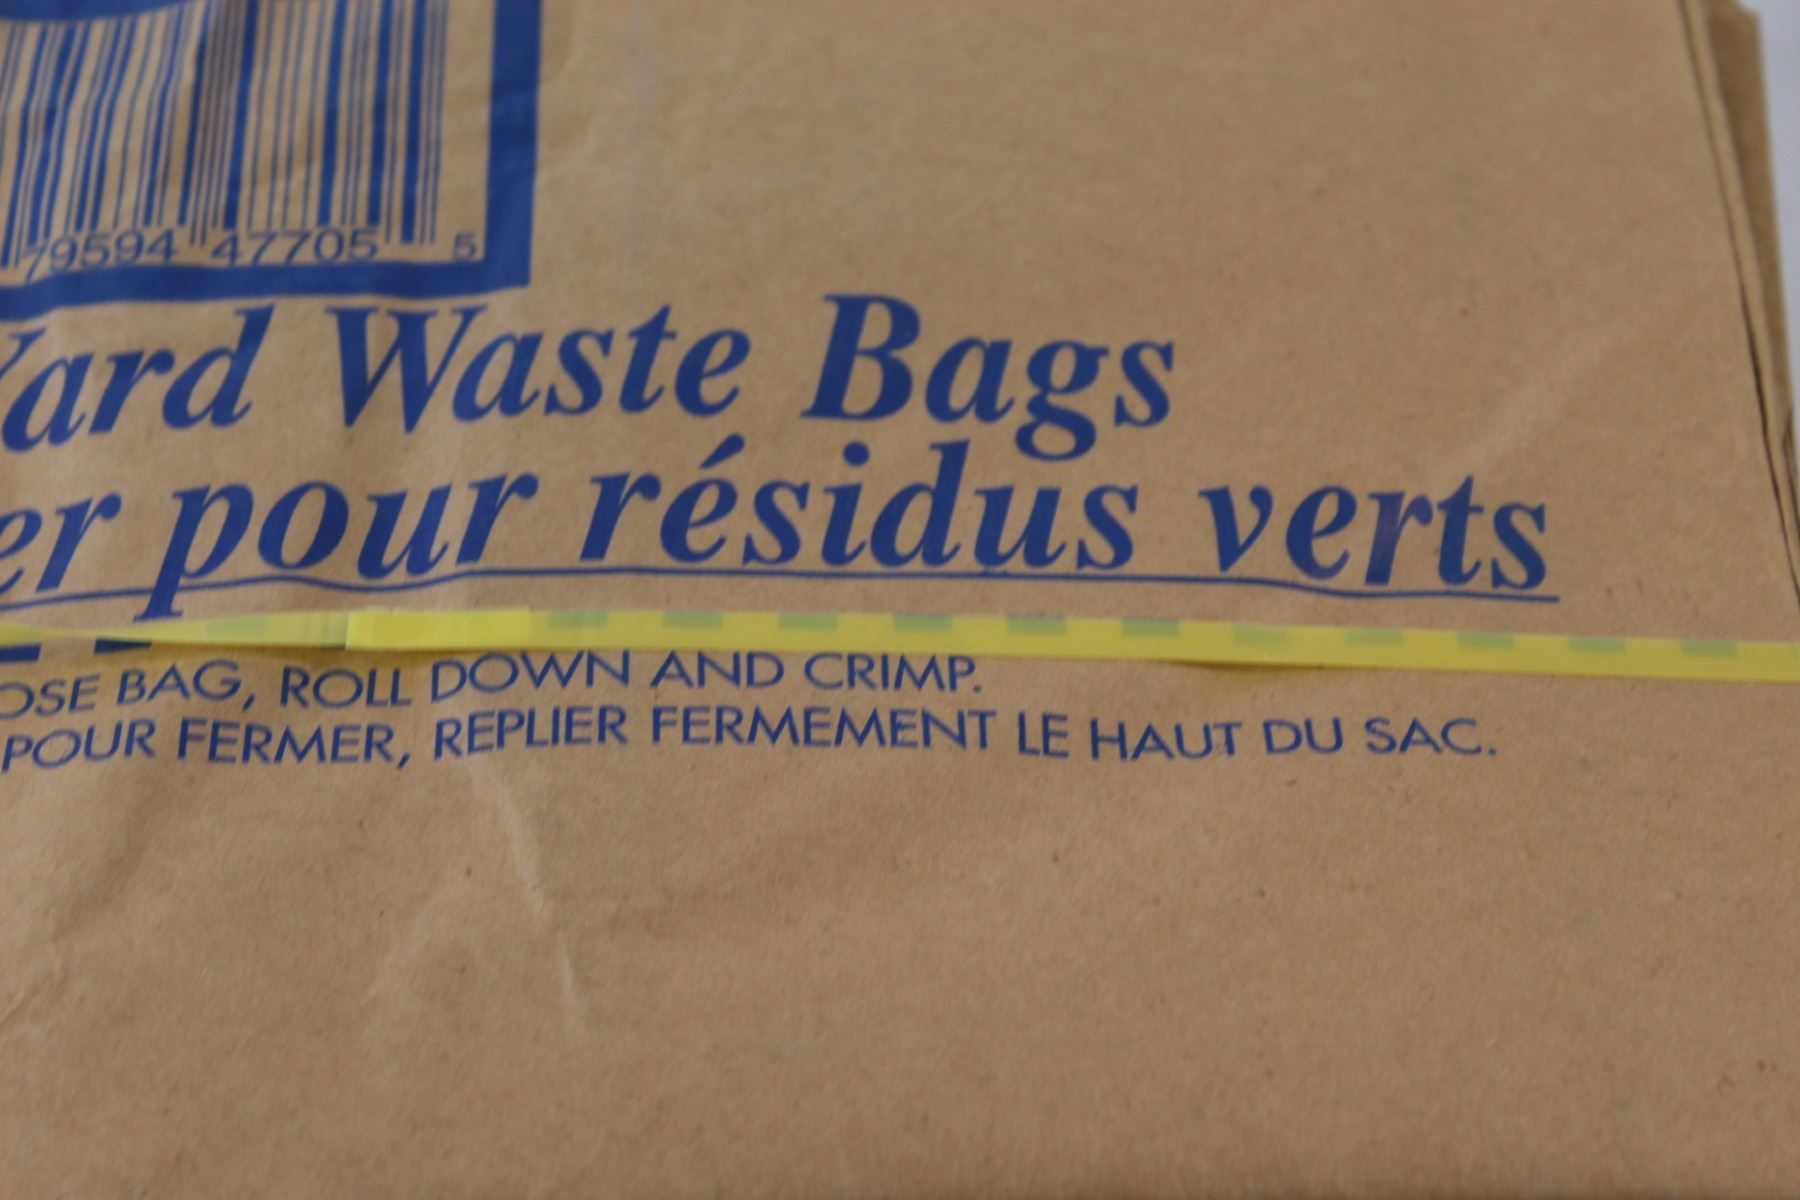 79594 47705 5
Yard Waste Bags
er pour résidus verts
OSE BAG, ROLL DOWN AND CRIMP.
POUR FERMER, REPLIER FERMEMENT LE HAUT DU SAC.